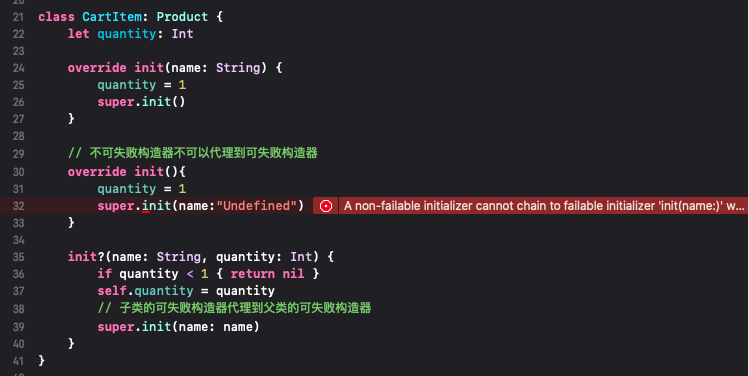 21 class CartItem: Product {
22     let quantity: Int
23
24     override init(name: String) {
25         quantity = 1
26         super.init()
27     }
28
29     // 不可失败构造器不可以代理到可失败构造器
30     override init(){
31         quantity = 1
32         super.init(name:"Undefined") A non-failable initializer cannot chain to failable initializer 'init(name:)' w...
33     }
34
35     init?(name: String, quantity: Int) {
36         if quantity < 1 { return nil }
37         self.quantity = quantity
38         // 子类的可失败构造器代理到父类的可失败构造器
39         super.init(name: name)
40     }
41 }